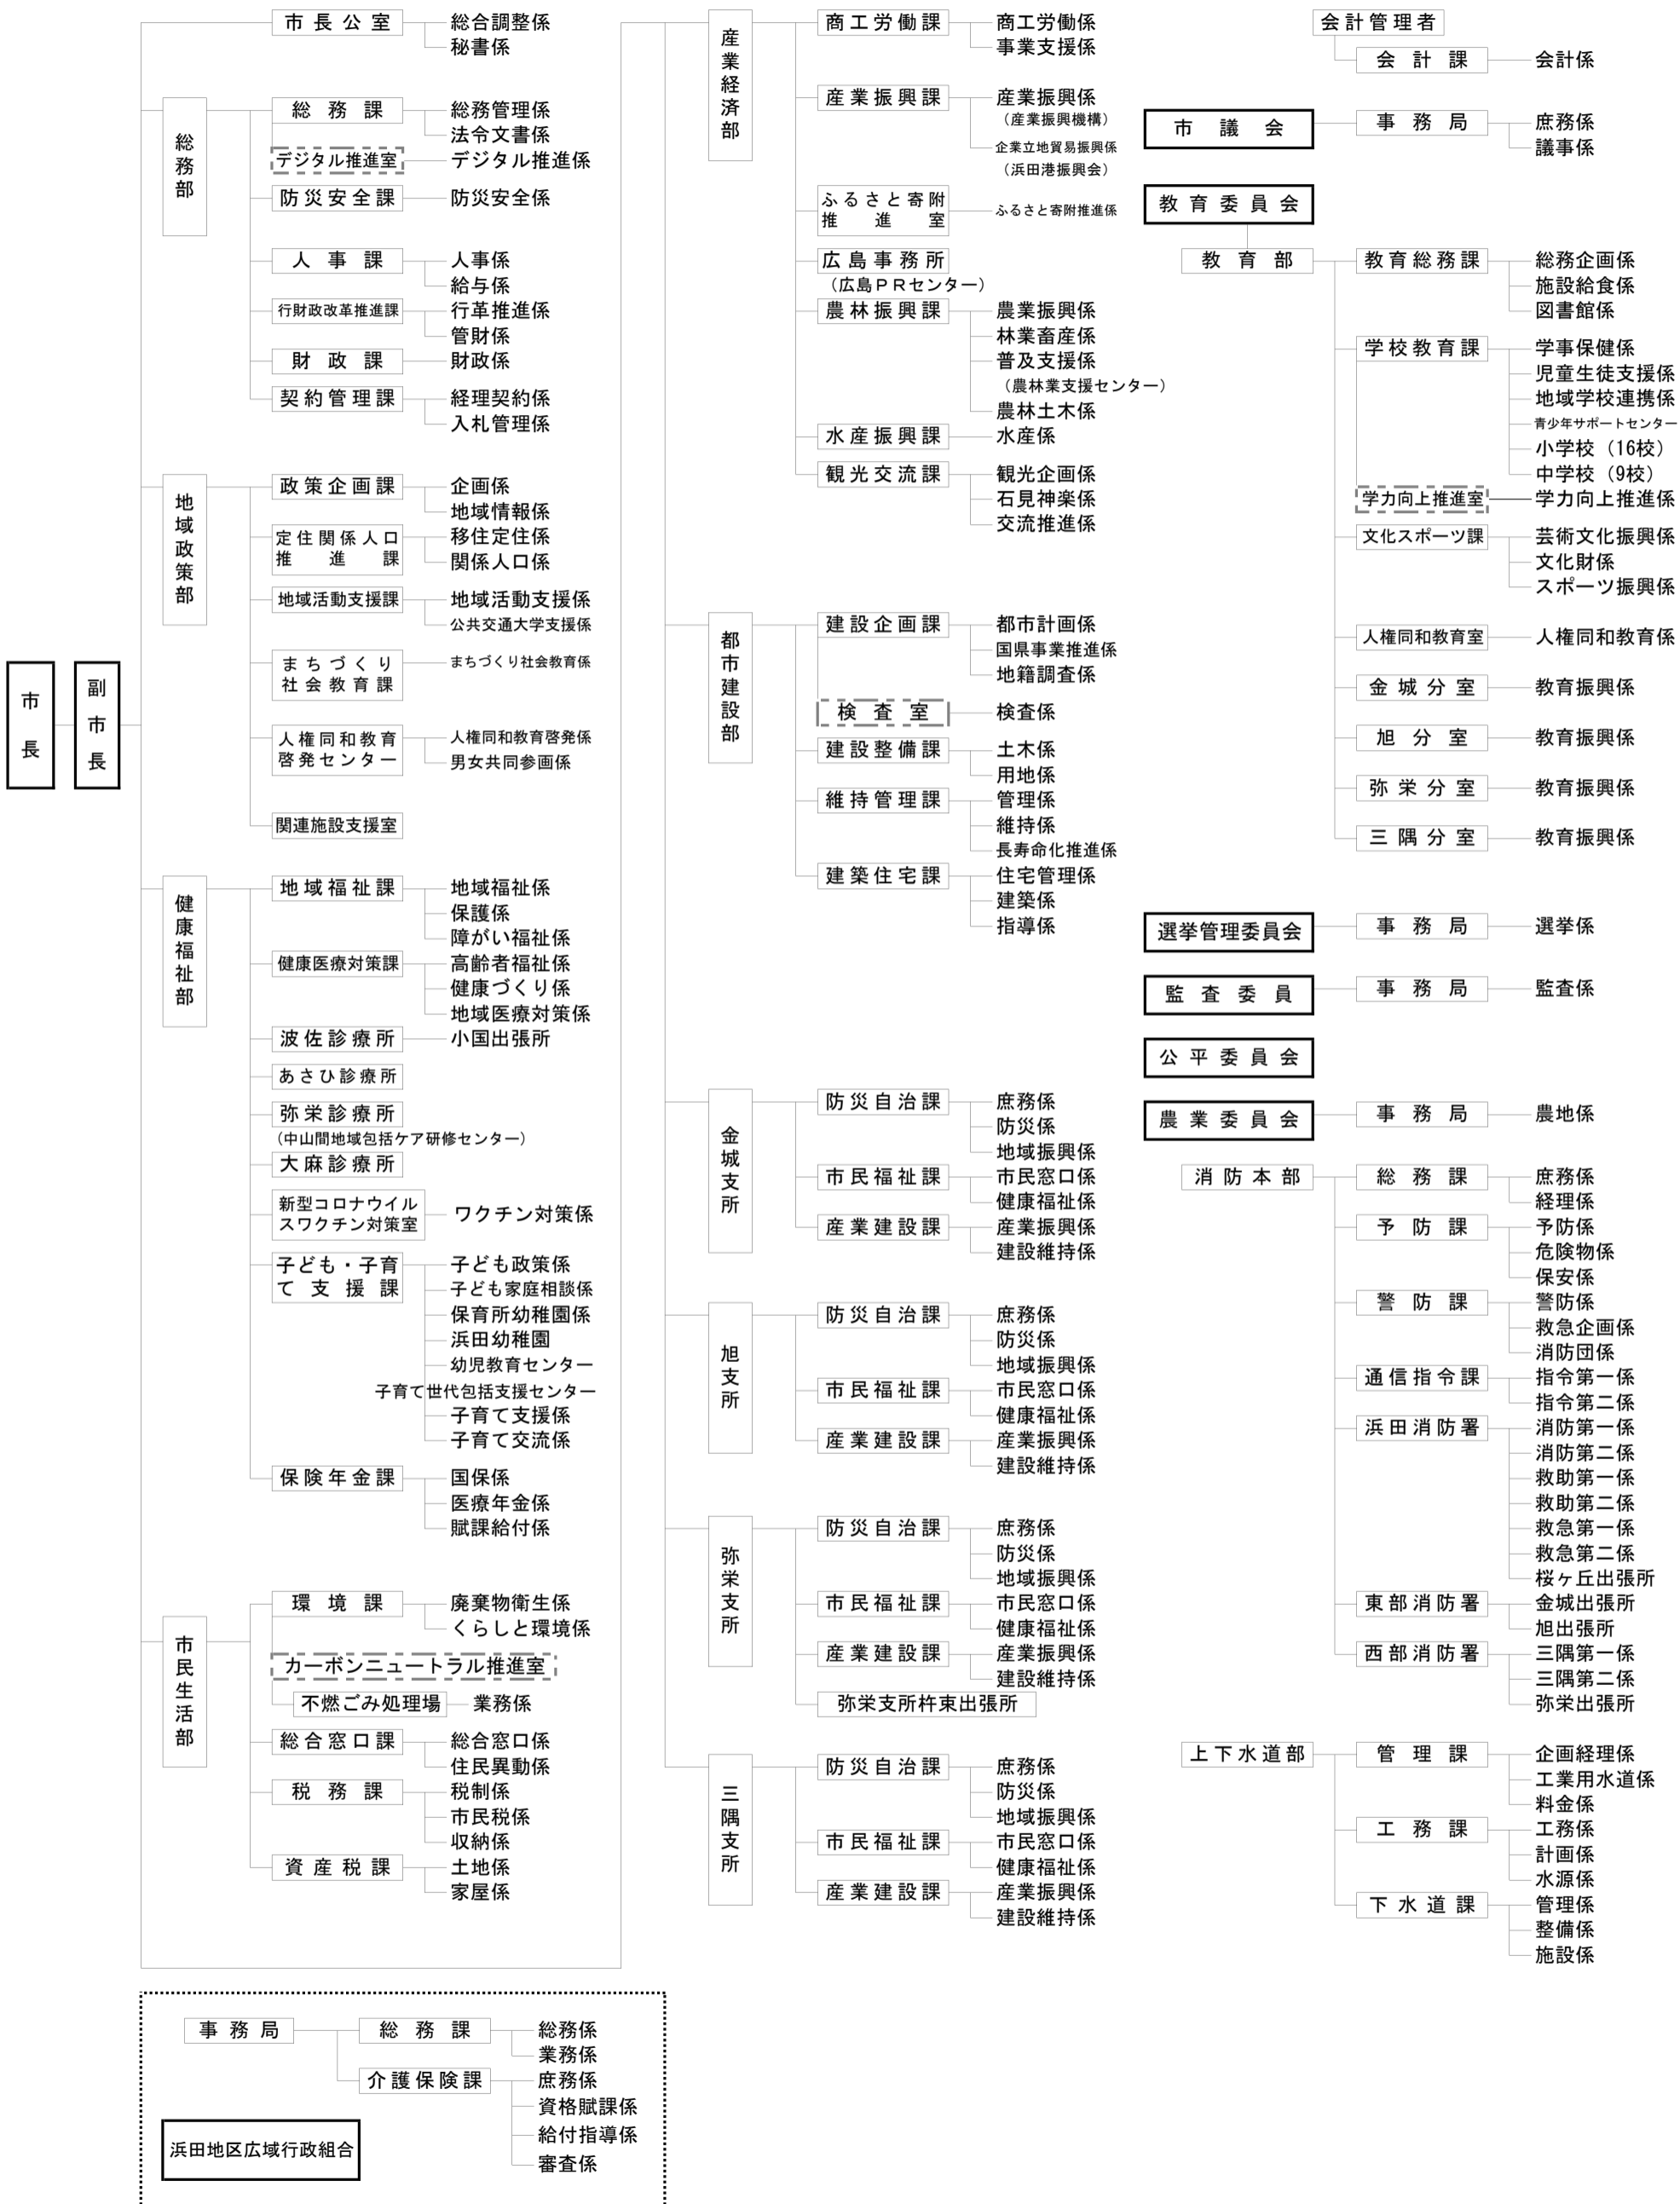 市長
副市長
市長公室
総合調整係
秘書係
総務部
総務課
総務管理係
法令文書係
デジタル推進室
デジタル推進係
防災安全課
防災安全係
人事課
人事係
給与係
行財政改革推進課
行革推進係
管財係
財政課
財政係
契約管理課
経理契約係
入札管理係
地域政策部
政策企画課
企画係
地域情報係
定住関係人口
推進課
移住定住係
関係人口係
地域活動支援課
地域活動支援係
公共交通大学支援係
まちづくり
社会教育課
まちづくり社会教育係
人権同和教育
啓発センター
人権同和教育啓発係
男女共同参画係
関連施設支援室
健康福祉部
地域福祉課
地域福祉係
保護係
障がい福祉係
健康医療対策課
高齢者福祉係
健康づくり係
地域医療対策係
波佐診療所
小国出張所
あさひ診療所
弥栄診療所
(中山間地域包括ケア研修センター)
大麻診療所
新型コロナウイル
スワクチン対策室
ワクチン対策係
子ども・子育
て支援課
子ども政策係
子ども家庭相談係
保育所幼稚園係
浜田幼稚園
幼児教育センター
子育て世代包括支援センター
子育て支援係
子育て交流係
保険年金課
国保係
医療年金係
賦課給付係
市民生活部
環境課
廃棄物衛生係
くらしと環境係
カーボンニュートラル推進室
不燃ごみ処理場
業務係
総合窓口課
総合窓口係
住民異動係
税務課
税制係
市民税係
収納係
資産税課
土地係
家屋係
産業経済部
商工労働課
商工労働係
事業支援係
産業振興課
産業振興係
(産業振興機構)
企業立地貿易振興係
(浜田港振興会)
ふるさと寄附
推進室
ふるさと寄附推進係
広島事務所
(広島PRセンター)
農林振興課
農業振興係
林業畜産係
普及支援係
(農林業支援センター)
農林土木係
水産振興課
水産係
観光交流課
観光企画係
石見神楽係
交流推進係
都市建設部
建設企画課
都市計画係
国県事業推進係
地籍調査係
検査室
検査係
建設整備課
土木係
用地係
維持管理課
管理係
維持係
長寿命化推進係
建築住宅課
住宅管理係
建築係
指導係
金城支所
防災自治課
庶務係
防災係
地域振興係
市民福祉課
市民窓口係
健康福祉係
産業建設課
産業振興係
建設維持係
旭支所
防災自治課
庶務係
防災係
地域振興係
市民福祉課
市民窓口係
健康福祉係
産業建設課
産業振興係
建設維持係
弥栄支所
防災自治課
庶務係
防災係
地域振興係
市民福祉課
市民窓口係
健康福祉係
産業建設課
産業振興係
建設維持係
弥栄支所杵束出張所
三隅支所
防災自治課
庶務係
防災係
地域振興係
市民福祉課
市民窓口係
健康福祉係
産業建設課
産業振興係
建設維持係
会計管理者
会計課
会計係
市議会
事務局
庶務係
議事係
教育委員会
教育部
教育総務課
総務企画係
施設給食係
図書館係
学校教育課
学事保健係
児童生徒支援係
地域学校連携係
青少年サポートセンター
小学校(16校)
中学校(9校)
学力向上推進室
学力向上推進係
文化スポーツ課
芸術文化振興係
文化財係
スポーツ振興係
人権同和教育室
人権同和教育係
金城分室
教育振興係
旭分室
教育振興係
弥栄分室
教育振興係
三隅分室
教育振興係
選挙管理委員会
事務局
選挙係
監査委員
事務局
監査係
公平委員会
農業委員会
事務局
農地係
消防本部
総務課
庶務係
経理係
予防課
予防係
危険物係
保安係
警防課
警防係
救急企画係
消防団係
通信指令課
指令第一係
指令第二係
浜田消防署
消防第一係
消防第二係
救助第一係
救助第二係
救急第一係
救急第二係
桜ヶ丘出張所
東部消防署
金城出張所
旭出張所
西部消防署
三隅第一係
三隅第二係
弥栄出張所
上下水道部
管理課
企画経理係
工業用水道係
料金係
工務課
工務係
計画係
水源係
下水道課
管理係
整備係
施設係
事務局
総務課
総務係
業務係
介護保険課
庶務係
資格賦課係
給付指導係
審査係
浜田地区広域行政組合